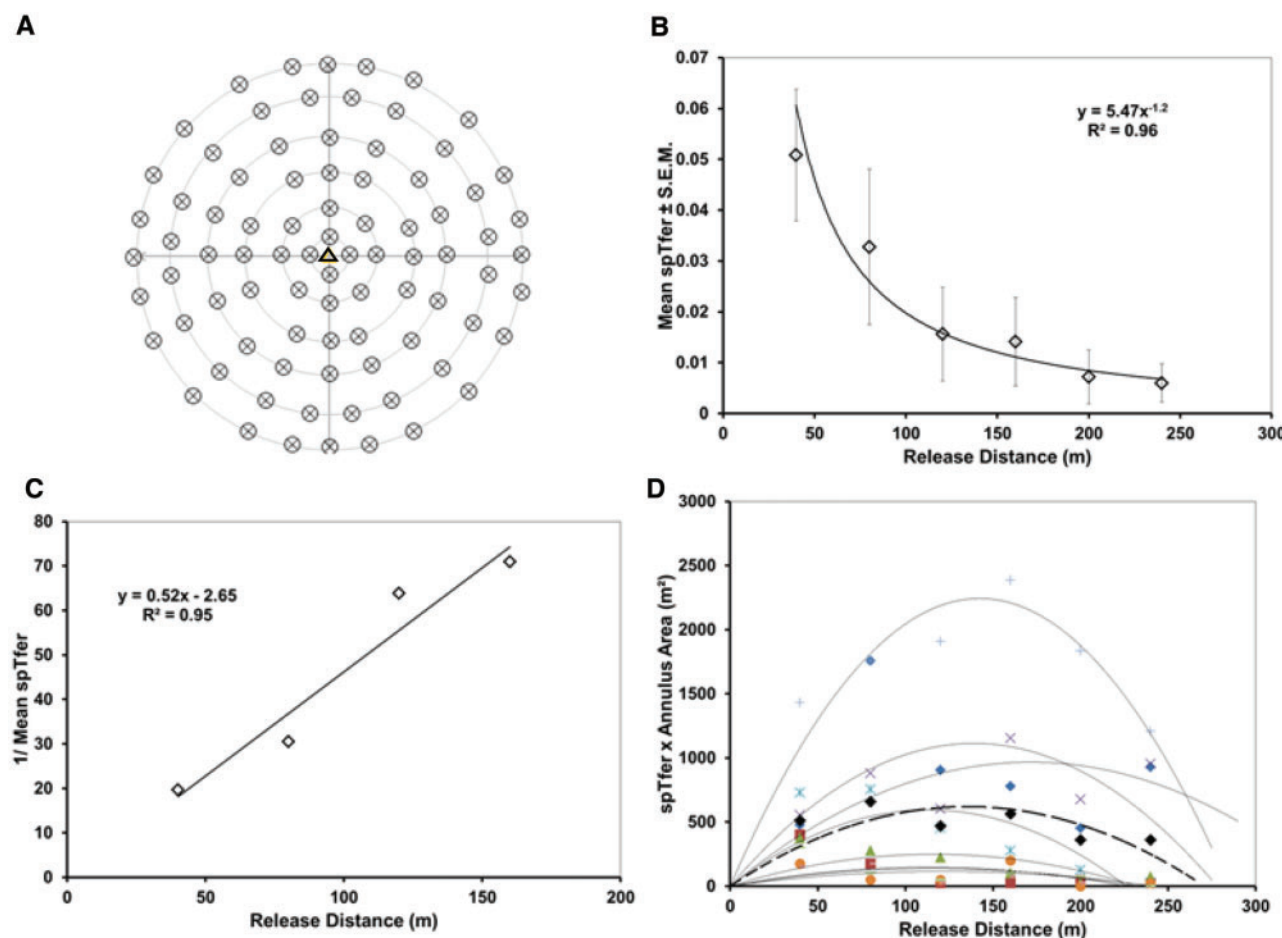 A
B
0.07
0.06
0.05
0.04
0.03
0.02
0.01
0
Mean spTfer ± S.E.M.
y = 5.47x^-1.2
R² = 0.96
0 50 100 150 200 250 300
Release Distance (m)
C
80
70
60
50
40
30
20
10
0
1/ Mean spTfer
y = 0.52x - 2.65
R² = 0.95
0 50 100 150 200
Release Distance (m)
D
3000
2500
2000
1500
1000
500
0
spTfer x Annulus Area (m²)
0 50 100 150 200 250 300
Release Distance (m)